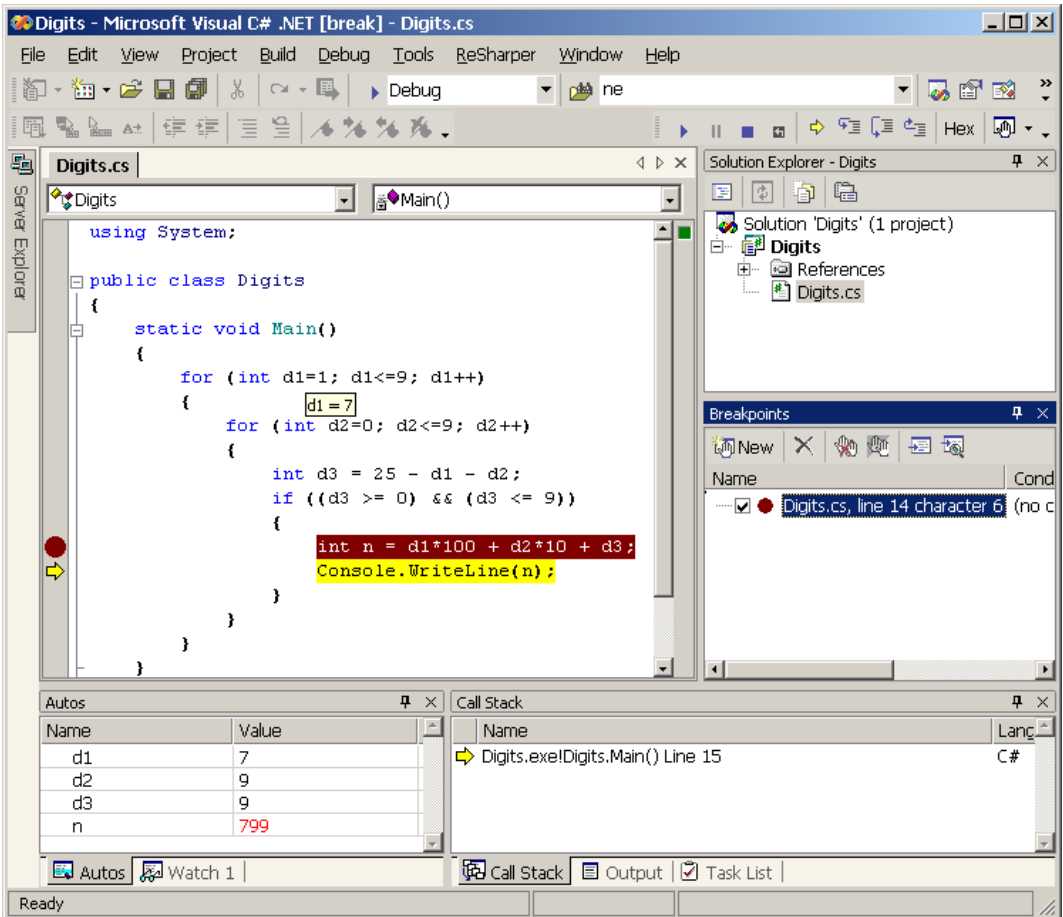 Digits - Microsoft Visual C# .NET [break] - Digits.cs
File Edit View Project Build Debug Tools ReSharper Window Help
Debug ne
Hex
Server Explorer
Digits.cs
Digits Main()
using System;
public class Digits
{
static void Main()
{
for (int d1=1; d1<=9; d1++)
{
d1 = 7
for (int d2=0; d2<=9; d2++)
{
int d3 = 25 - d1 - d2;
if ((d3 >= 0) && (d3 <= 9))
{
int n = d1*100 + d2*10 + d3;
Console.WriteLine(n);
}
}
}
}
Solution Explorer - Digits
Solution 'Digits' (1 project)
Digits
References
Digits.cs
Breakpoints
New
Name Cond
Digits.cs, line 14 character 6 (no c
Autos
Name Value
d1 7
d2 9
d3 9
n 799
Autos Watch 1
Call Stack
Name Lang
Digits.exe!Digits.Main() Line 15 C#
Call Stack Output Task List
Ready